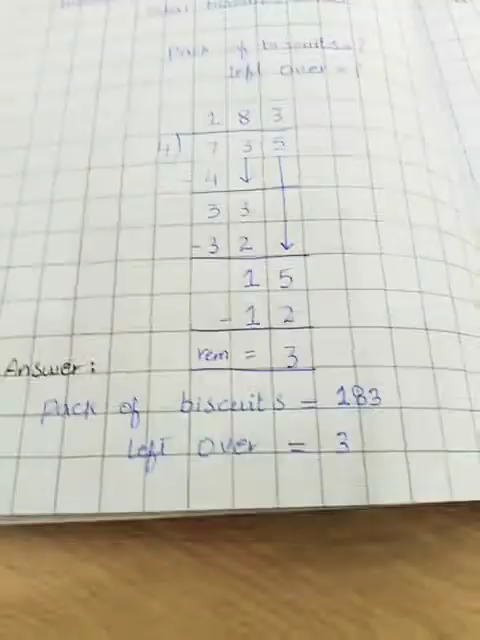 Pack of biscuits = ?
left over = ?
1 8 3
4) 7 3 5
- 4
3 3
- 3 2
1 5
- 1 2
rem = 3
Answer:
Pack of biscuits = 183
left over = 3